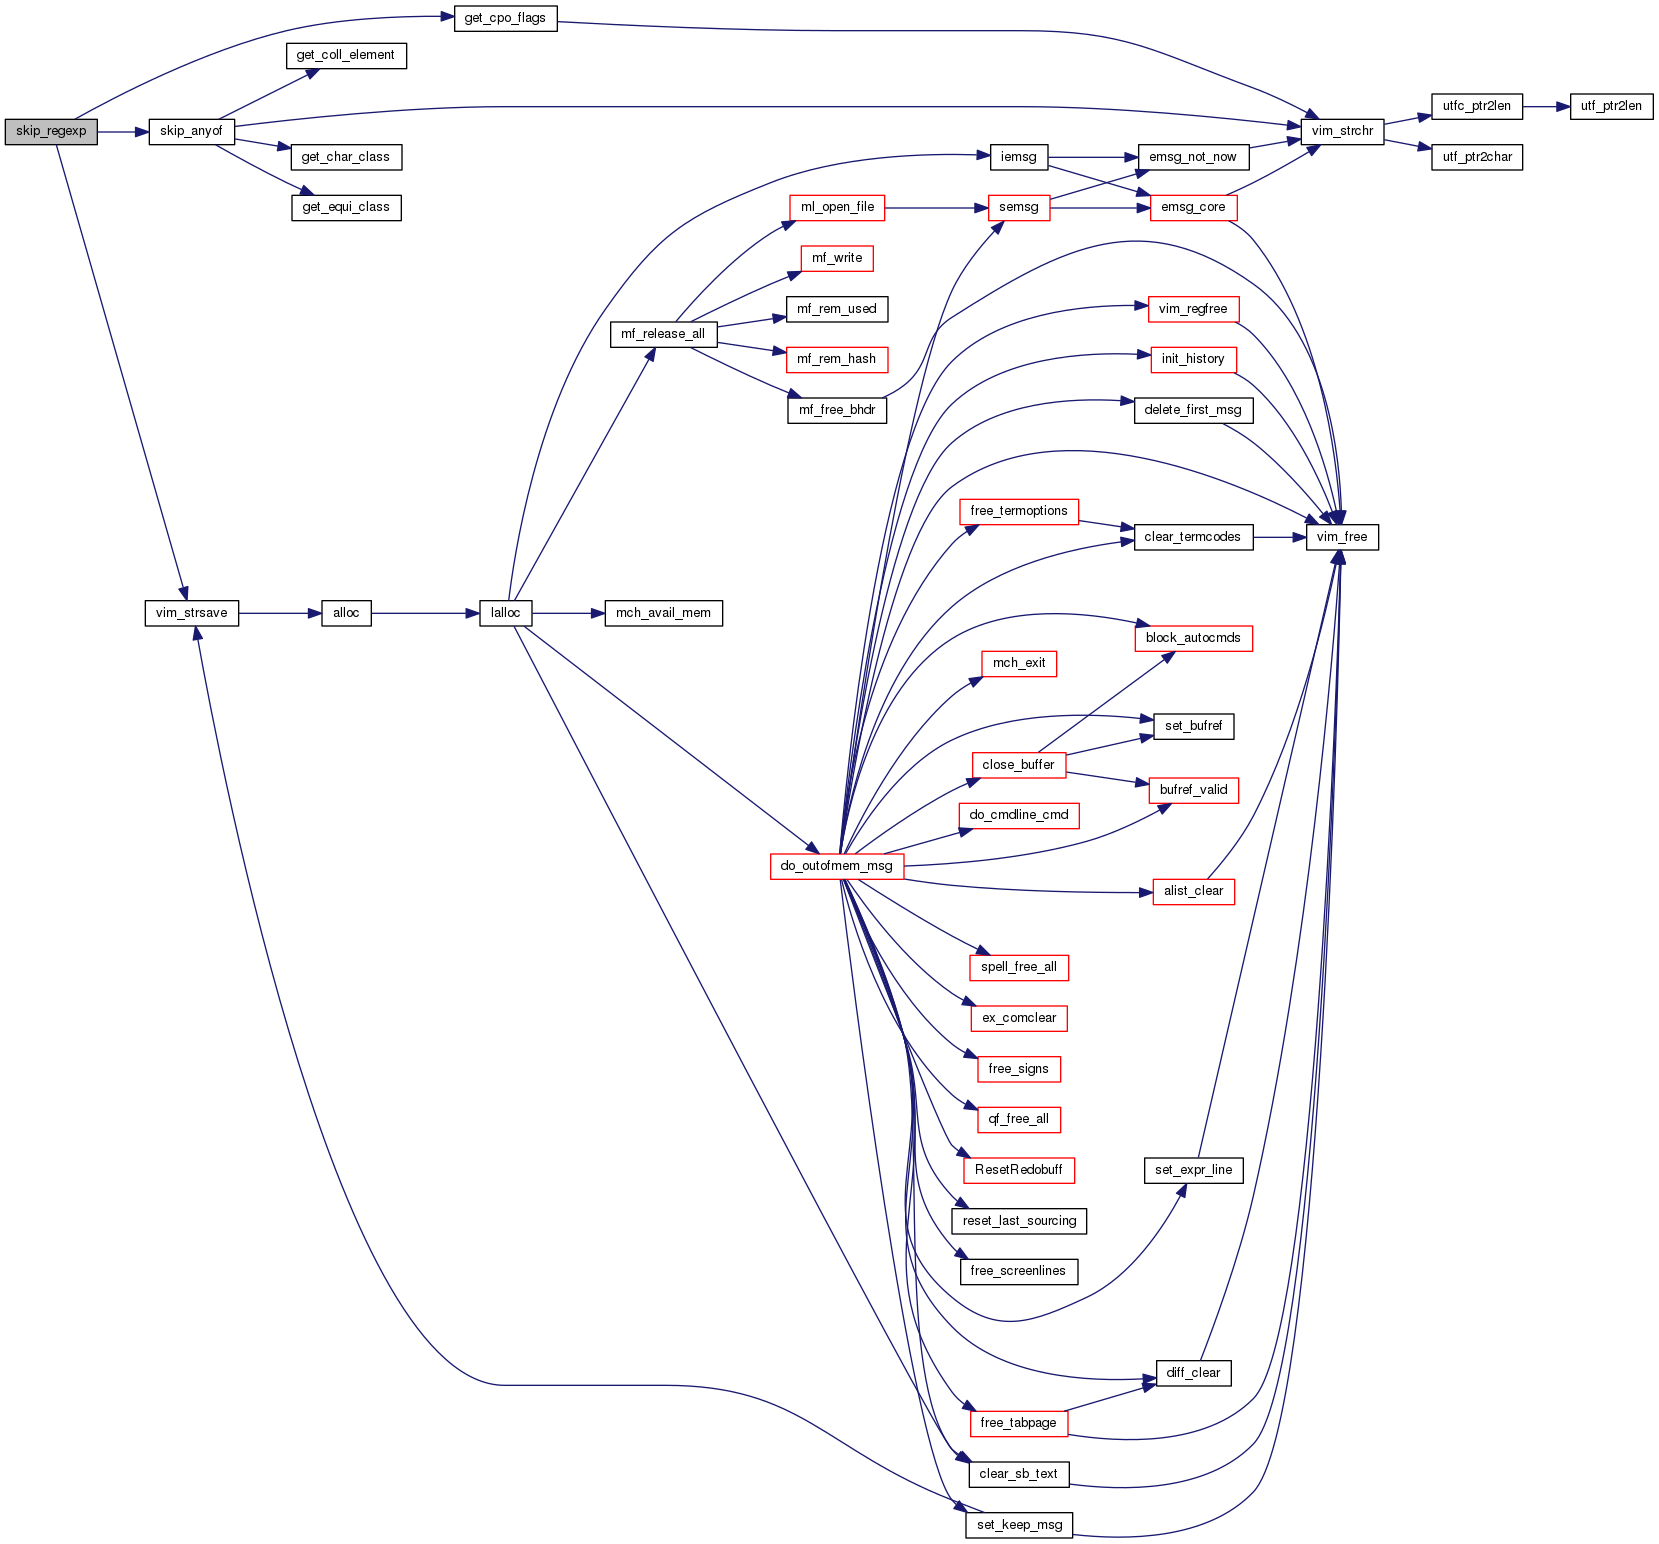 get_cpo_flags
get_coll_element
skip_regexp
skip_anyof
get_char_class
get_equi_class
utfc_ptr2len
utf_ptr2len
vim_strchr
utf_ptr2char
iemsg
emsg_not_now
ml_open_file
semsg
emsg_core
mf_write
mf_rem_used
mf_release_all
mf_rem_hash
mf_free_bhdr
vim_regfree
init_history
delete_first_msg
free_termoptions
clear_termcodes
vim_free
vim_strsave
alloc
lalloc
mch_avail_mem
block_autocmds
mch_exit
set_bufref
close_buffer
bufref_valid
do_cmdline_cmd
do_outofmem_msg
alist_clear
spell_free_all
ex_comclear
free_signs
qf_free_all
ResetRedobuff
set_expr_line
reset_last_sourcing
free_screenlines
diff_clear
free_tabpage
clear_sb_text
set_keep_msg